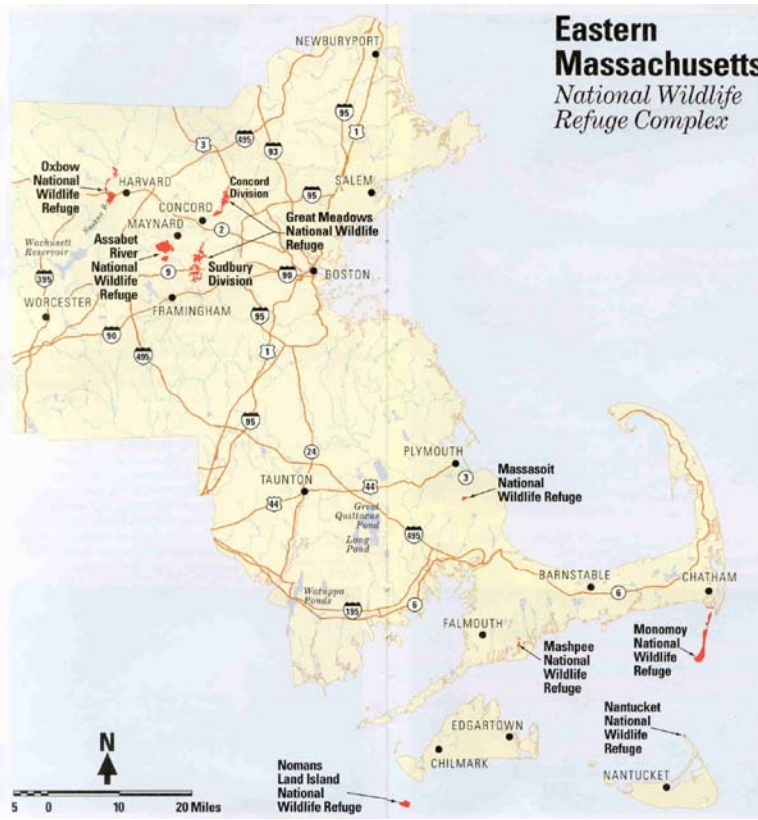 Eastern
Massachusetts
National Wildlife
Refuge Complex
NEWBURYPORT
95
1
495
3
93
Oxbow
National
Wildlife
Refuge
HARVARD
Concord
Division
95
SALEM
CONCORD
MAYNARD
2
Great Meadows
National Wildlife
Refuge
Wachusett
Reservoir
Assabet
River
National
Wildlife
Refuge
9
Sudbury
Division
90
BOSTON
395
WORCESTER
FRAMINGHAM
95
90
495
1
95
24
PLYMOUTH
3
TAUNTON
44
44
Massasoit
National
Wildlife Refuge
Great
Quittacus
Pond
Long
Pond
495
BARNSTABLE
6
CHATHAM
Watuppa
Ponds
195
6
FALMOUTH
Mashpee
National
Wildlife
Refuge
Monomoy
National
Wildlife
Refuge
Nantucket
National
Wildlife
Refuge
EDGARTOWN
CHILMARK
NANTUCKET
N
Nomans
Land Island
National
Wildlife Refuge
5 0 10 20 Miles